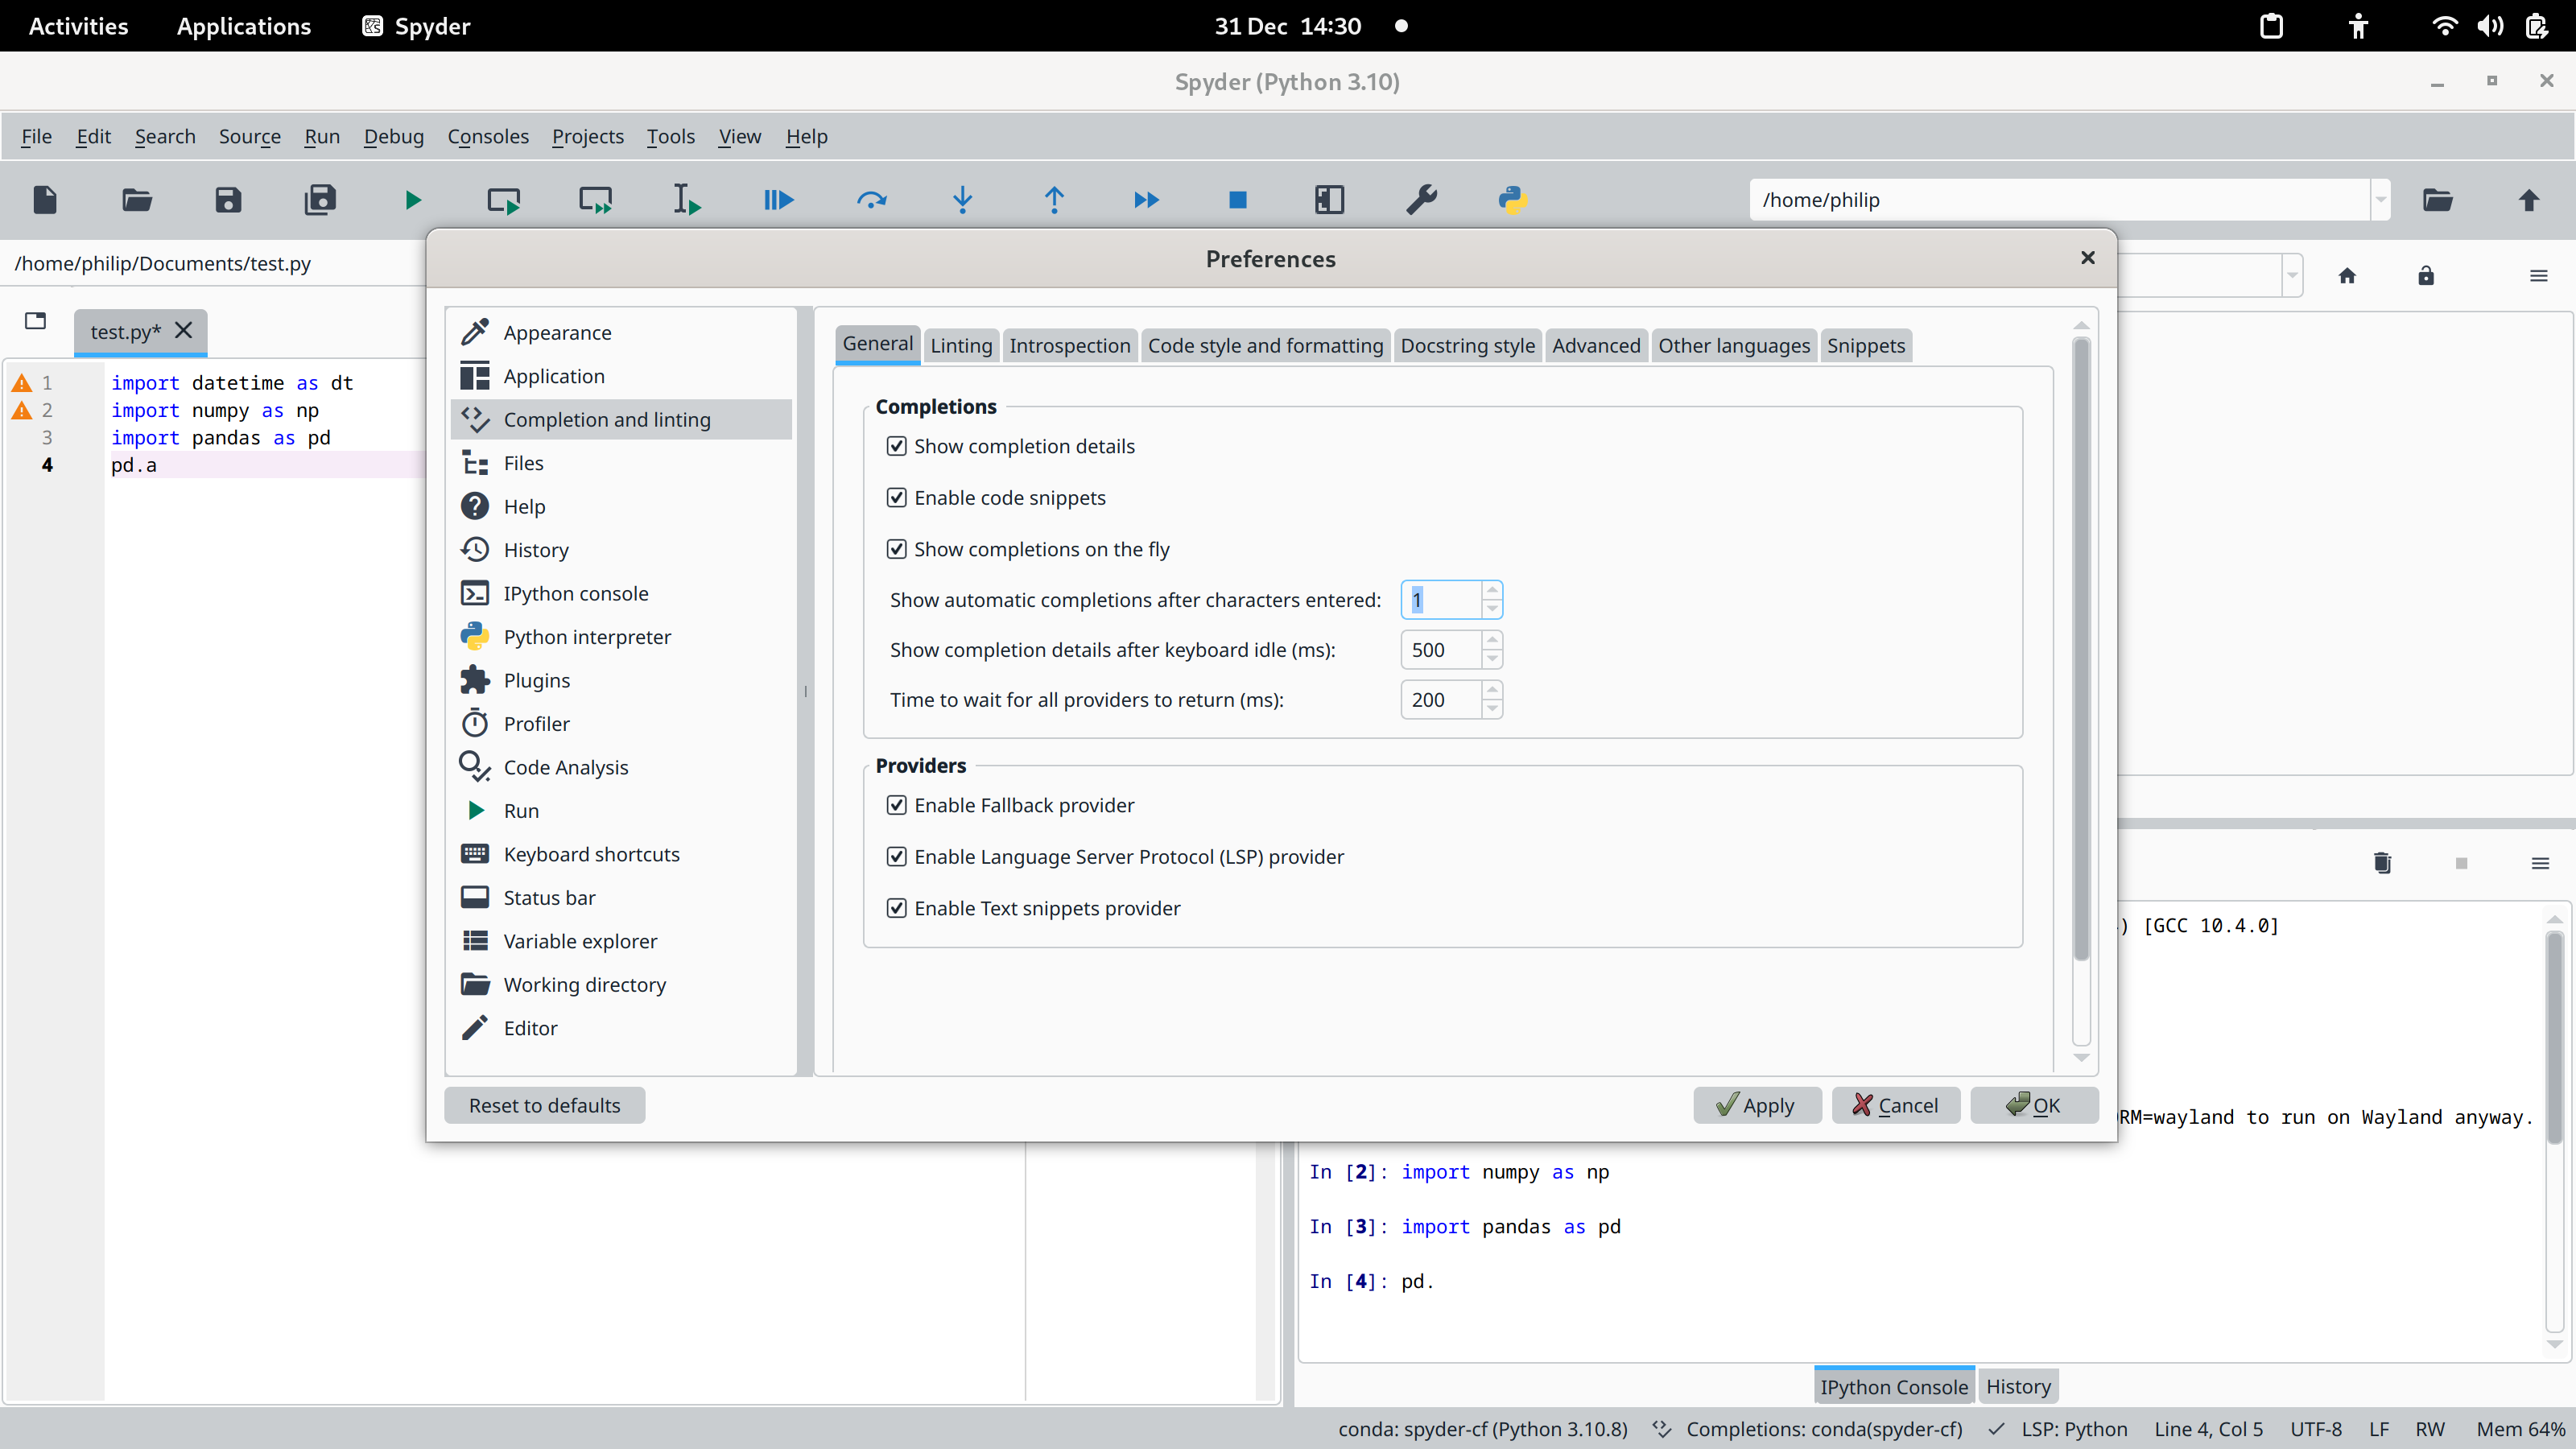 Activities Applications Spyder 31 Dec 14:30
Spyder (Python 3.10)
File Edit Search Source Run Debug Consoles Projects Tools View Help
/home/philip
/home/philip/Documents/test.py
test.py*
1 import datetime as dt
2 import numpy as np
3 import pandas as pd
4 pd.a
Preferences
Appearance
Application
Completion and linting
Files
Help
History
IPython console
Python interpreter
Plugins
Profiler
Code Analysis
Run
Keyboard shortcuts
Status bar
Variable explorer
Working directory
Editor
General Linting Introspection Code style and formatting Docstring style Advanced Other languages Snippets
Completions
Show completion details
Enable code snippets
Show completions on the fly
Show automatic completions after characters entered: 1
Show completion details after keyboard idle (ms): 500
Time to wait for all providers to return (ms): 200
Providers
Enable Fallback provider
Enable Language Server Protocol (LSP) provider
Enable Text snippets provider
Reset to defaults Apply Cancel OK
) [GCC 10.4.0]
RM=wayland to run on Wayland anyway.
In [2]: import numpy as np
In [3]: import pandas as pd
In [4]: pd.
IPython Console History
conda: spyder-cf (Python 3.10.8) Completions: conda(spyder-cf) LSP: Python Line 4, Col 5 UTF-8 LF RW Mem 64%